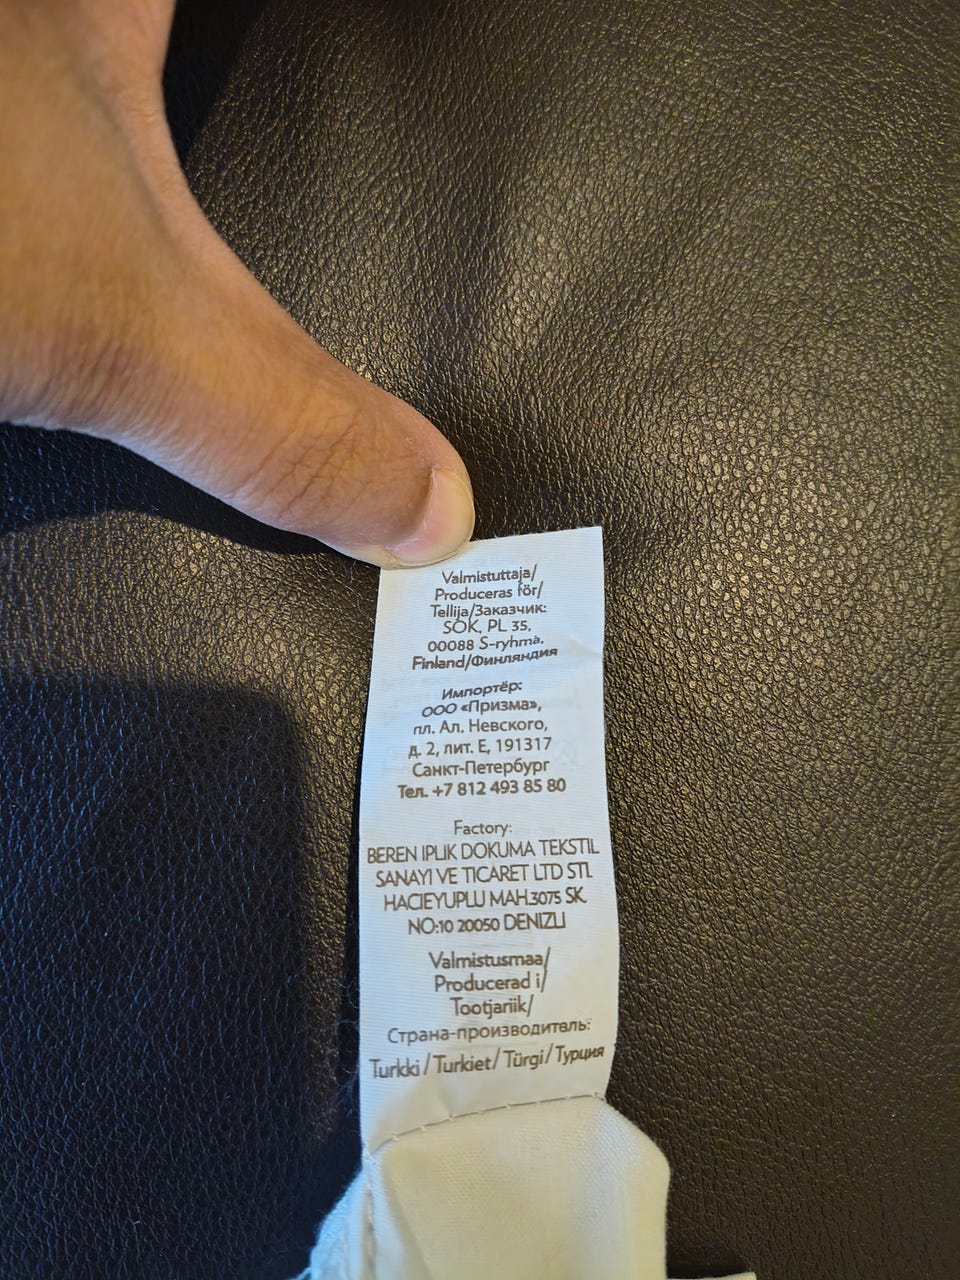 Valmistuttaja/
Produceras för/
Tellija/Заказчик:
SOK, PL 35,
00088 S-ryhmä,
Finland/Финляндия
Импортёр:
ООО «Призма»,
пл. Ал. Невского,
д. 2, лит. Е, 191317
Санкт-Петербург
Тел. +7 812 493 85 80
Factory:
BEREN IPLIK DOKUMA TEKSTIL
SANAYI VE TICARET LTD STI.
HACIEYUPLU MAH.3075 SK.
NO:10 20050 DENIZLI
Valmistusmaa/
Producerad i/
Tootjariik/
Страна-производитель:
Turkki/Turkiet/Türgi/Турция